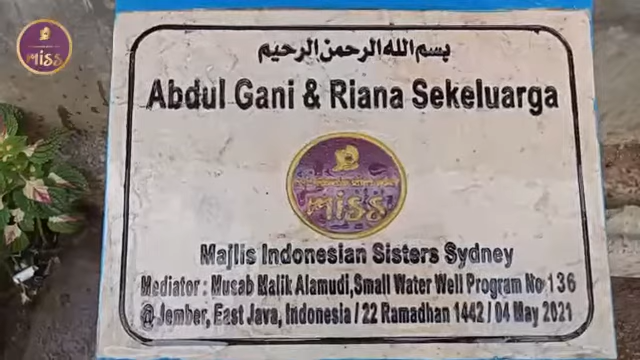 miss
بسم الله الرحمن الرحيم
Abdul Gani & Riana Sekeluarga
miss
Majlis Indonesian Sisters Sydney
Mediator : Musab Malik Alamudi,Small Water Well Program No 136
@Jember, East Java, Indonesia / 22 Ramadhan 1442 / 04 May 2021